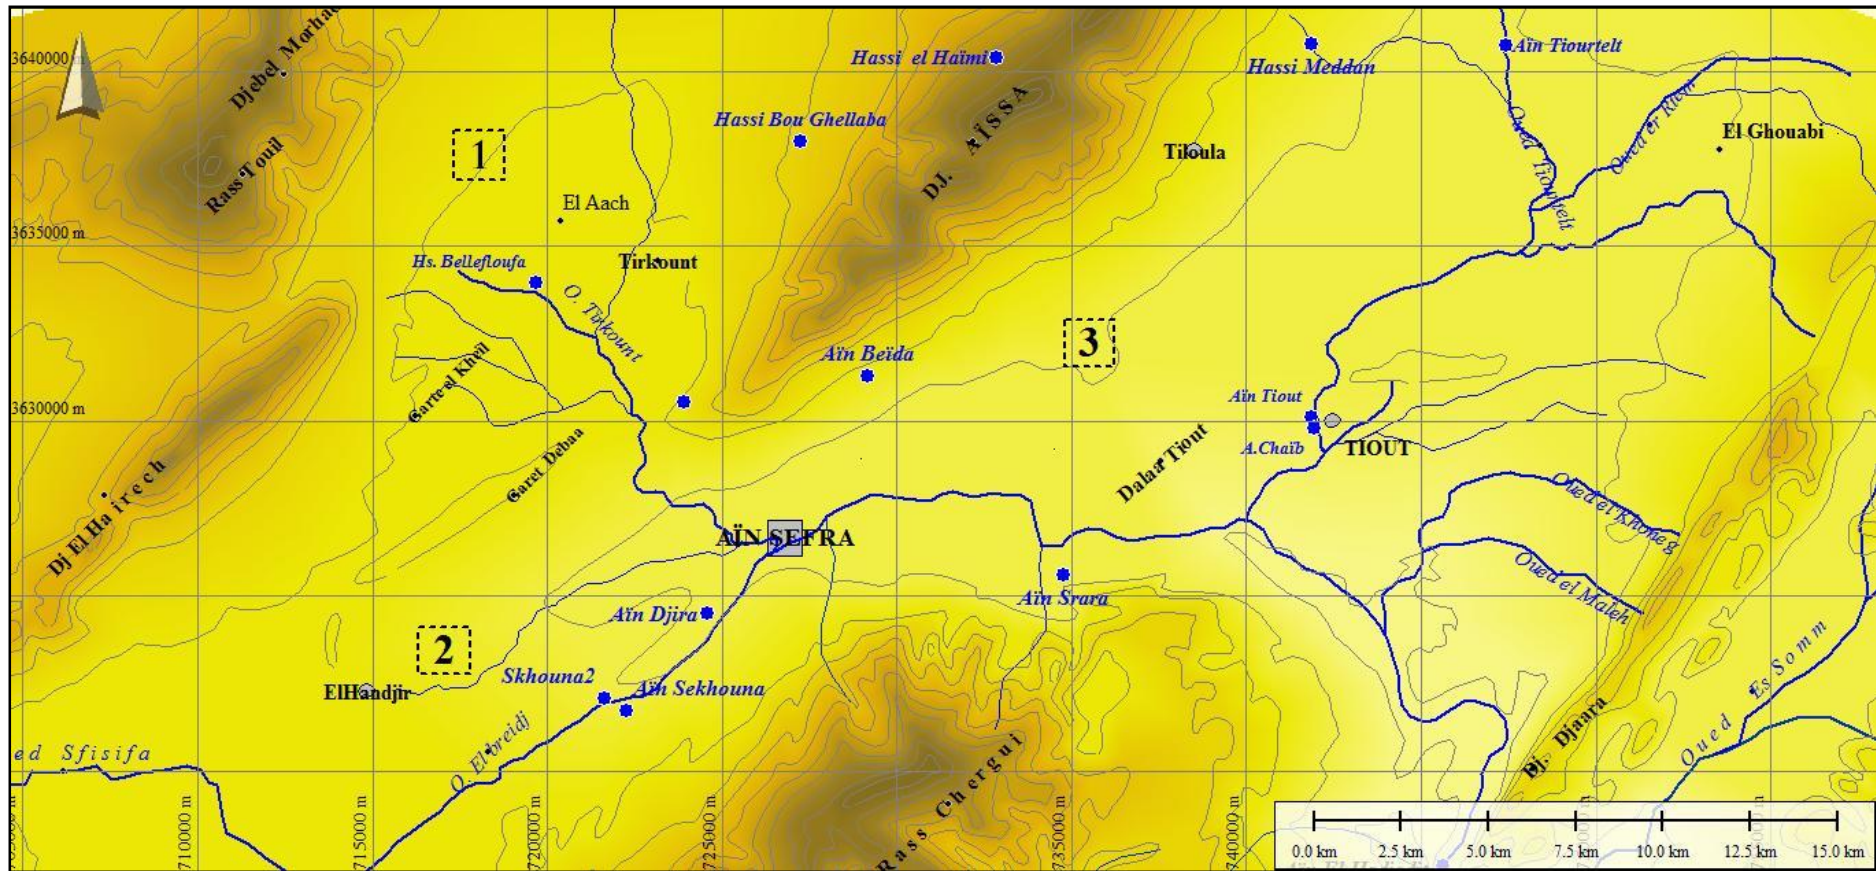 3640000 m
3635000 m
3630000 m
Djebel Morhad
Rass Touil
Hassi el Haïmi
Hassi Bou Ghellaba
DJ. AÏSSA
Hassi Meddan
Aïn Tiourtelt
Oued Tiourtelt
Oued er Rism
El Ghouabi
Tiloula
1
El Aach
Tirkount
Hs. Bellefloufa
O. Tirkount
Aïn Beïda
3
Garte el Kheïl
Garet Debaa
Dj El Hairech
Aïn Tiout
A.Chaïb
TIOUT
Dalaa Tiout
AÏN SEFRA
Oued el Khoneg
Oued el Maleh
Aïn Srara
Aïn Djira
2
ElHandjir
Skhouna2
Aïn Sekhouna
O. El breidj
ed Sfisifa
Rass Chergui
Dj. Djaara
Oued Es Somm
705000 m
710000 m
715000 m
720000 m
725000 m
735000 m
740000 m
0.0 km 2.5 km 5.0 km 7.5 km 10.0 km 12.5 km 15.0 km